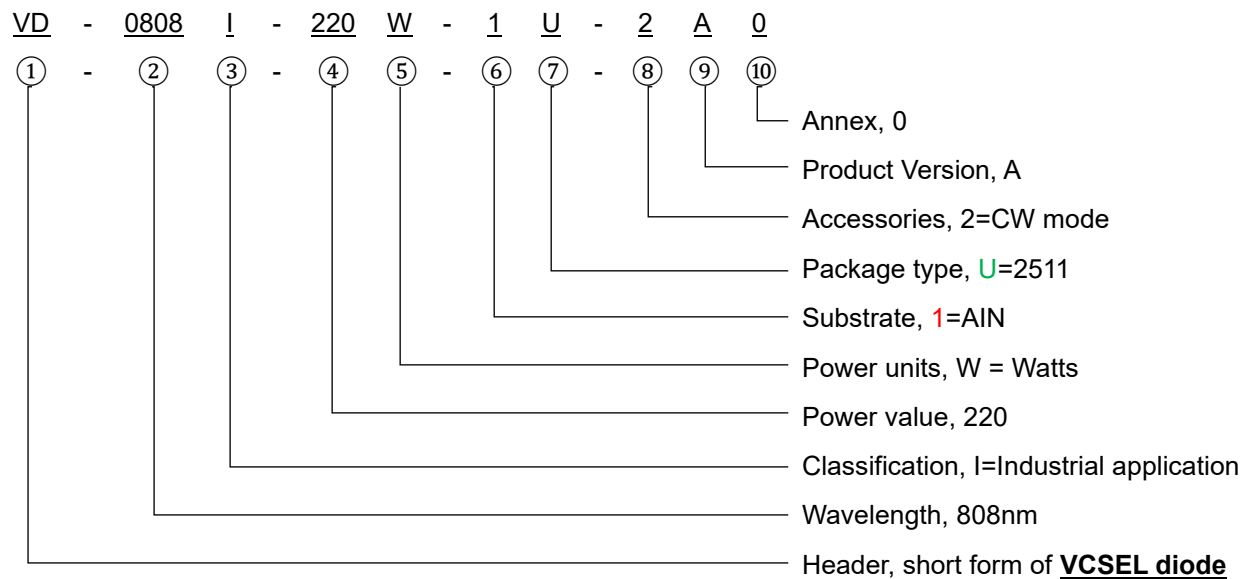 VD - 0808 I - 220 W - 1 U - 2 A 0
① - ② ③ - ④ ⑤ - ⑥ ⑦ - ⑧ ⑨ ⑩
Annex, 0
Product Version, A
Accessories, 2=CW mode
Package type, U=2511
Substrate, 1=AIN
Power units, W = Watts
Power value, 220
Classification, I=Industrial application
Wavelength, 808nm
Header, short form of VCSEL diode